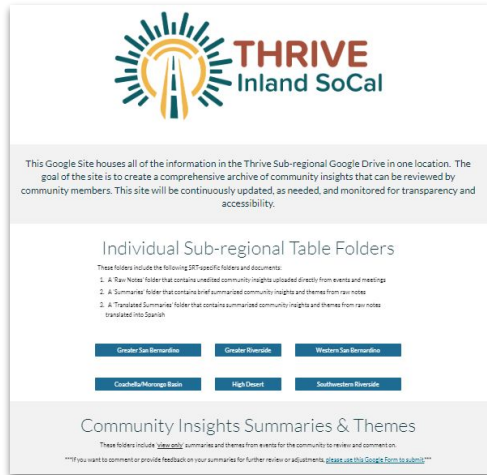 THRIVE
Inland SoCal
This Google Site houses all of the information in the Thrive Sub-regional Google Drive in one location. The
goal of the site is to create a comprehensive archive of community insights that can be reviewed by
community members. This site will be continuously updated, as needed, and monitored for transparency and
accessibility.
Individual Sub-regional Table Folders
These folders include the following SRT-specific folders and documents:
1. A 'Raw Notes' folder that contains unedited community insights uploaded directly from events and meetings
2. A 'Summaries' folder that contains brief summarized community insights and themes from raw notes
3. A 'Translated Summaries' folder that contains summarized community insights and themes from raw notes
translated into Spanish
Greater San Bernardino Greater Riverside Western San Bernardino
Coachella/Morongo Basin High Desert Southwestern Riverside
Community Insights Summaries & Themes
These folders include 'view only' summaries and themes from events for the community to review and comment on.
***If you want to comment or provide feedback on your summaries for further review or adjustments, please use this Google Form to submit.***